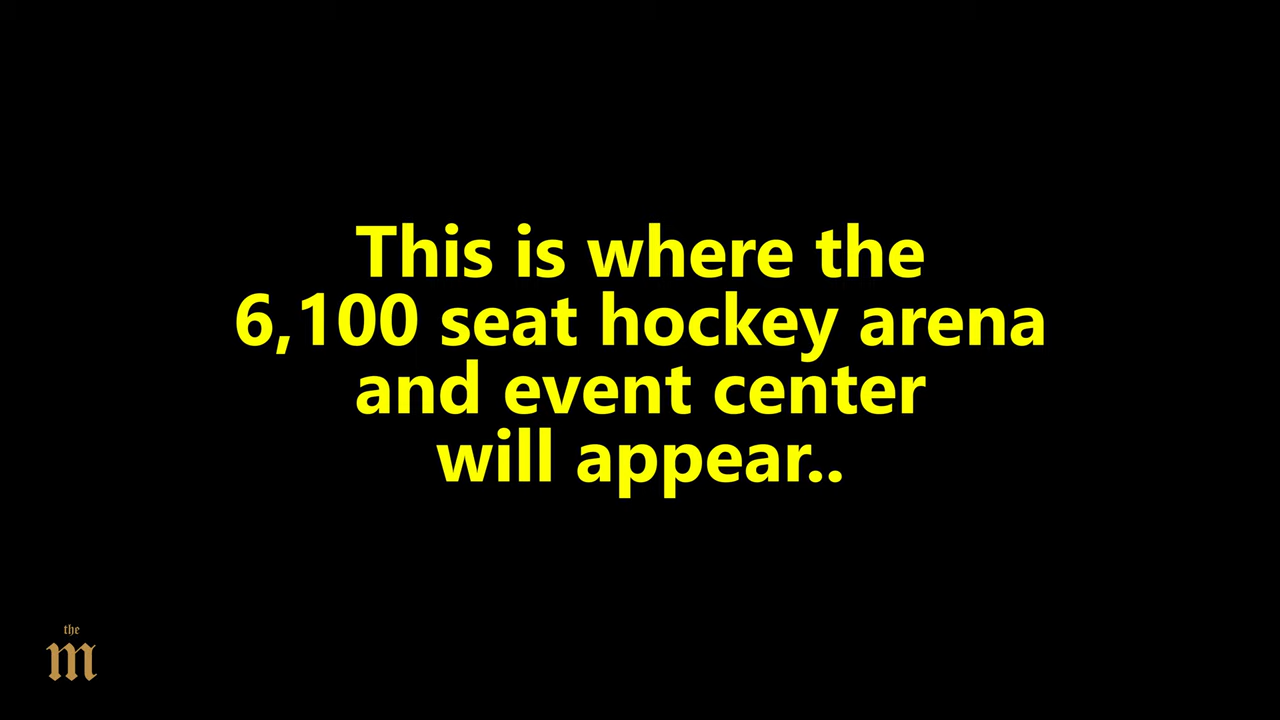 This is where the
6,100 seat hockey arena
and event center
will appear..
the
M